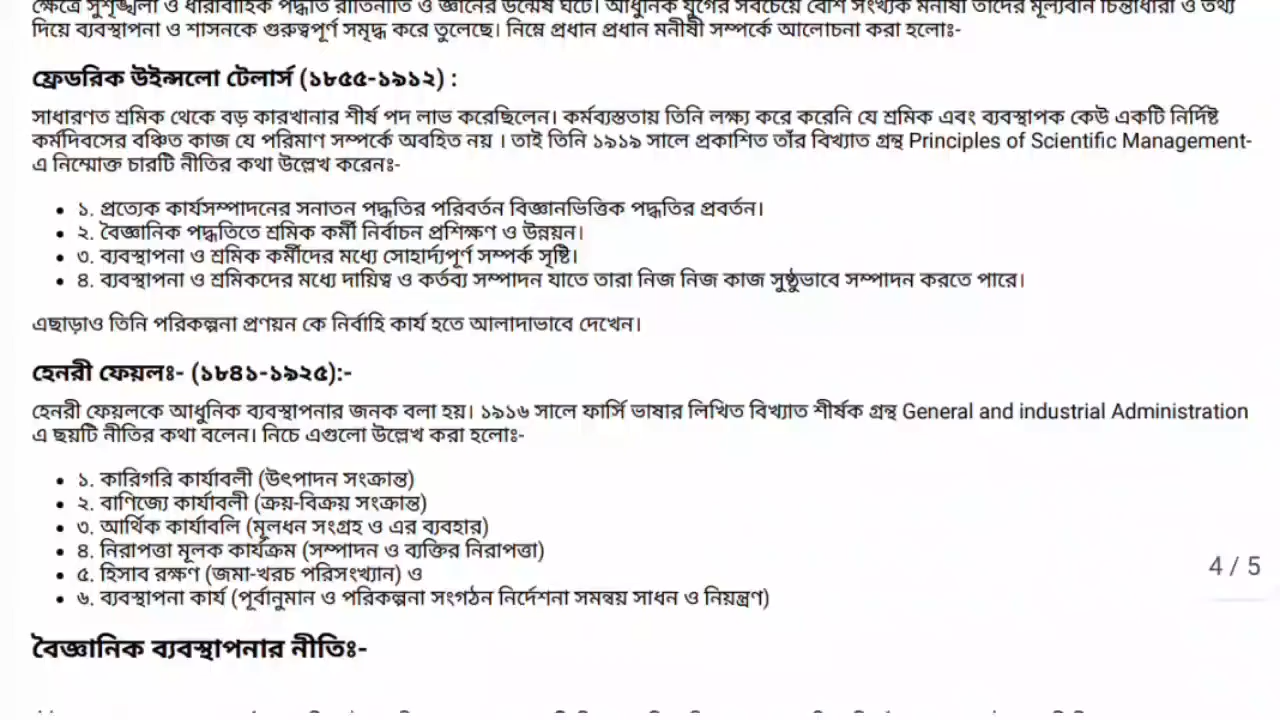 ক্ষেত্রে সুশৃঙ্খলা ও ধারাবাহিক পদ্ধতি রীতিনীতি ও জ্ঞানের উন্মেষ ঘটে। আধুনিক যুগের সবচেয়ে বেশি সংখ্যক মনীষী তাদের মূল্যবান চিন্তাধারা ও তথ্য
দিয়ে ব্যবস্থাপনা ও শাসনকে গুরুত্বপূর্ণ সমৃদ্ধ করে তুলেছে। নিম্নে প্রধান প্রধান মনীষী সম্পর্কে আলোচনা করা হলোঃ-
ফ্রেডরিক উইন্সলো টেলার্স (১৮৫৫-১৯১২) :
সাধারণত শ্রমিক থেকে বড় কারখানার শীর্ষ পদ লাভ করেছিলেন। কর্মব্যস্ততায় তিনি লক্ষ্য করে করেনি যে শ্রমিক এবং ব্যবস্থাপক কেউ একটি নির্দিষ্ট
কর্মদিবসের বঞ্চিত কাজ যে পরিমাণ সম্পর্কে অবহিত নয় । তাই তিনি ১৯১৯ সালে প্রকাশিত তাঁর বিখ্যাত গ্রন্থ Principles of Scientific Management-
এ নিম্মোক্ত চারটি নীতির কথা উল্লেখ করেনঃ-
• ১. প্রত্যেক কার্যসম্পাদনের সনাতন পদ্ধতির পরিবর্তন বিজ্ঞানভিত্তিক পদ্ধতির প্রবর্তন।
• ২. বৈজ্ঞানিক পদ্ধতিতে শ্রমিক কর্মী নির্বাচন প্রশিক্ষণ ও উন্নয়ন।
• ৩. ব্যবস্থাপনা ও শ্রমিক কর্মীদের মধ্যে সোহার্দ্যপূর্ণ সম্পর্ক সৃষ্টি।
• ৪. ব্যবস্থাপনা ও শ্রমিকদের মধ্যে দায়িত্ব ও কর্তব্য সম্পাদন যাতে তারা নিজ নিজ কাজ সুষ্ঠুভাবে সম্পাদন করতে পারে।
এছাড়াও তিনি পরিকল্পনা প্রণয়ন কে নির্বাহি কার্য হতে আলাদাভাবে দেখেন।
হেনরী ফেয়লঃ- (১৮৪১-১৯২৫):-
হেনরী ফেয়লকে আধুনিক ব্যবস্থাপনার জনক বলা হয়। ১৯১৬ সালে ফার্সি ভাষার লিখিত বিখ্যাত শীর্ষক গ্রন্থ General and industrial Administration
এ ছয়টি নীতির কথা বলেন। নিচে এগুলো উল্লেখ করা হলোঃ-
• ১. কারিগরি কার্যাবলী (উৎপাদন সংক্রান্ত)
• ২. বাণিজ্যে কার্যাবলী (ক্রয়-বিক্রয় সংক্রান্ত)
• ৩. আর্থিক কার্যাবলি (মূলধন সংগ্রহ ও এর ব্যবহার)
• ৪. নিরাপত্তা মূলক কার্যক্রম (সম্পাদন ও ব্যক্তির নিরাপত্তা)
• ৫. হিসাব রক্ষণ (জমা-খরচ পরিসংখ্যান) ও
• ৬. ব্যবস্থাপনা কার্য (পূর্বানুমান ও পরিকল্পনা সংগঠন নির্দেশনা সমন্বয় সাধন ও নিয়ন্ত্রণ)
4 / 5
বৈজ্ঞানিক ব্যবস্থাপনার নীতিঃ-